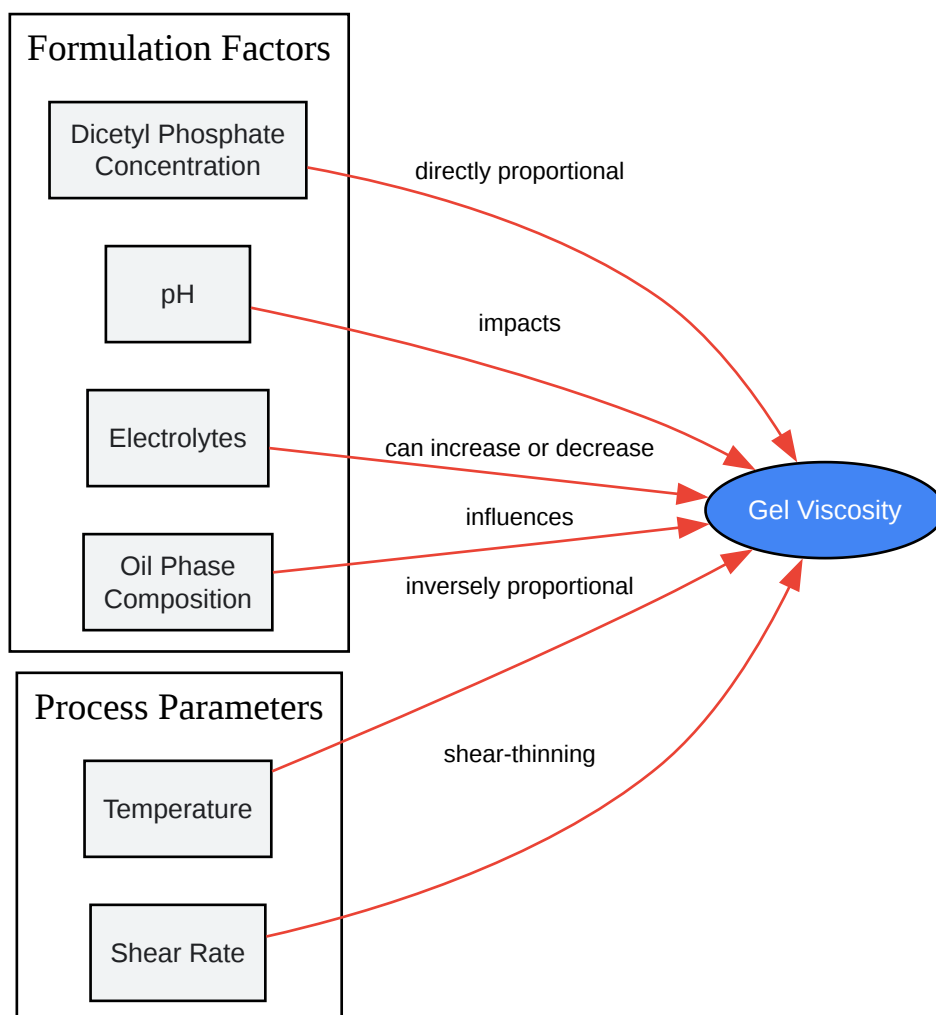 Formulation Factors
Dicetyl Phosphate
Concentration
directly proportional
pH
impacts
Electrolytes
can increase or decrease
Gel Viscosity
influences
Oil Phase
Composition
inversely proportional
Process Parameters
Temperature
shear-thinning
Shear Rate